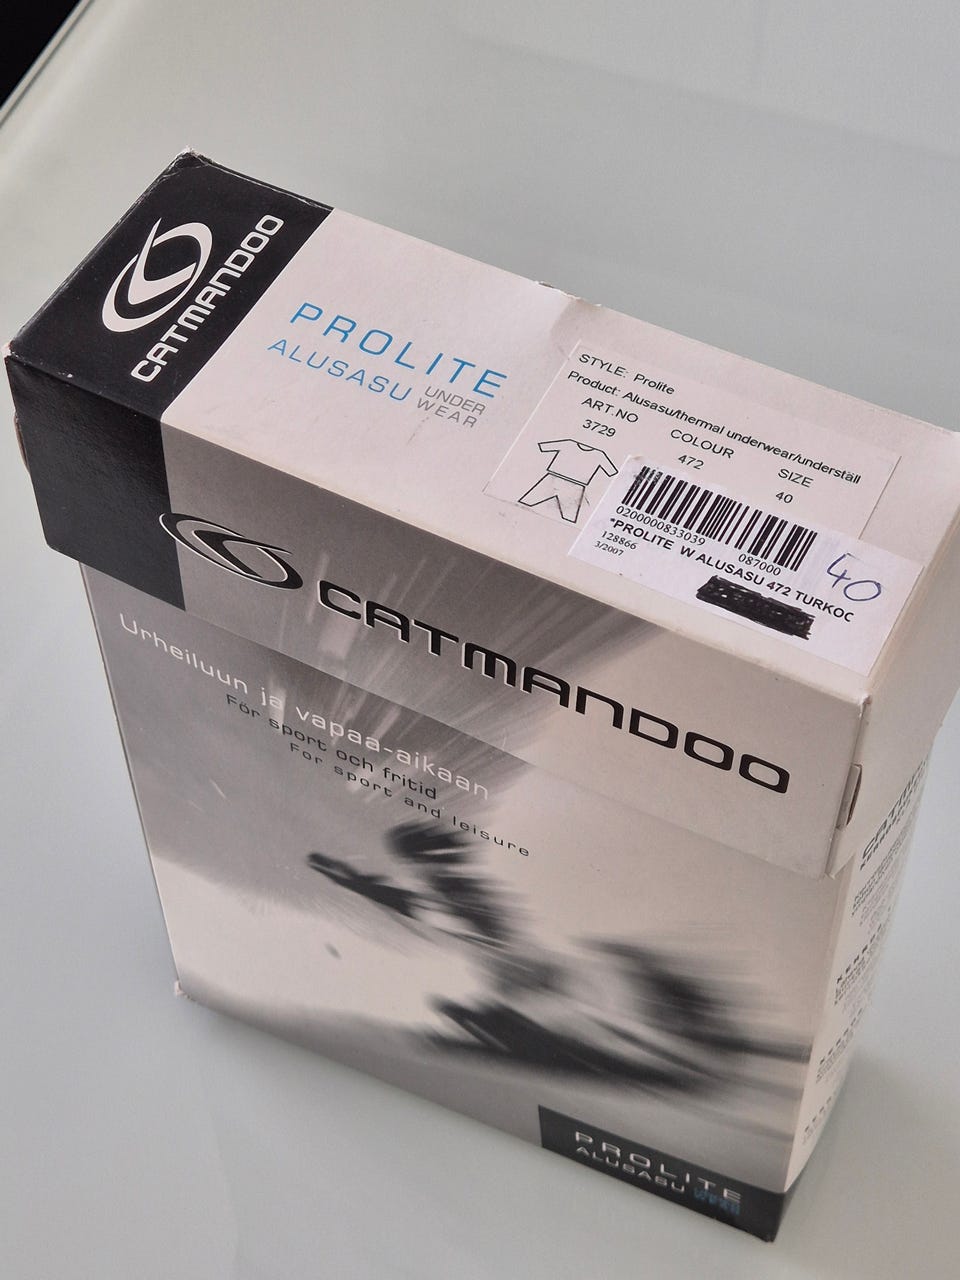 CATMANDOO
PROLITE
ALUSASU UNDER WEAR
STYLE: Prolite
Product: Alusasu/thermal underwear/underställ
ART.NO COLOUR SIZE
3729 472 40
0200000833039 087000
*PROLITE W ALUSASU 472 TURKOC
128866
3/2007
40
CATMANDOO
Urheiluun ja vapaa-aikaan
För sport och fritid
For sport and leisure
PROLITE
ALUSASU UNDER WEAR